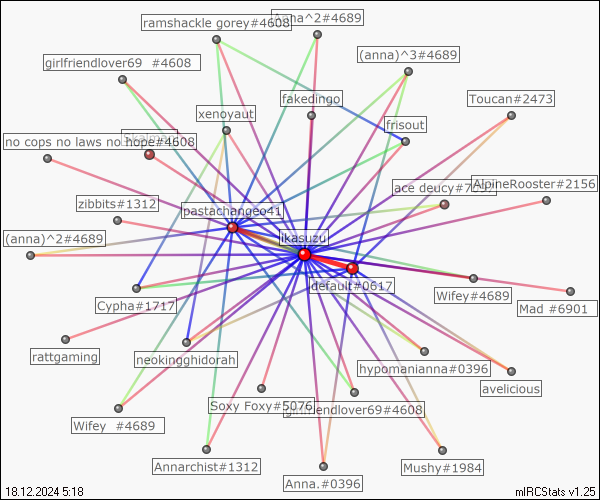 ramshackle gorey#4608
Anna^2#4689
(anna)^3#4689
girlfriendlover69 #4608
fakedingo
Toucan#2473
xenoyaut
frisout
no cops no laws no hope#4608
ace deucy#7
AlpineRooster#2156
zibbits#1312
pastachangeo41
(anna)^2#4689
ikasuzu
default#0617
Cypha#1717
Wifey#4689
Mad #6901
rattgaming
neokingghidorah
hypomanianna#0396
avelicious
Soxy Foxy#5076
girlfriendlover69#4608
Wifey #4689
Annarchist#1312
Anna.#0396
Mushy#1984
18.12.2024 5:18
mIRCStats v1.25